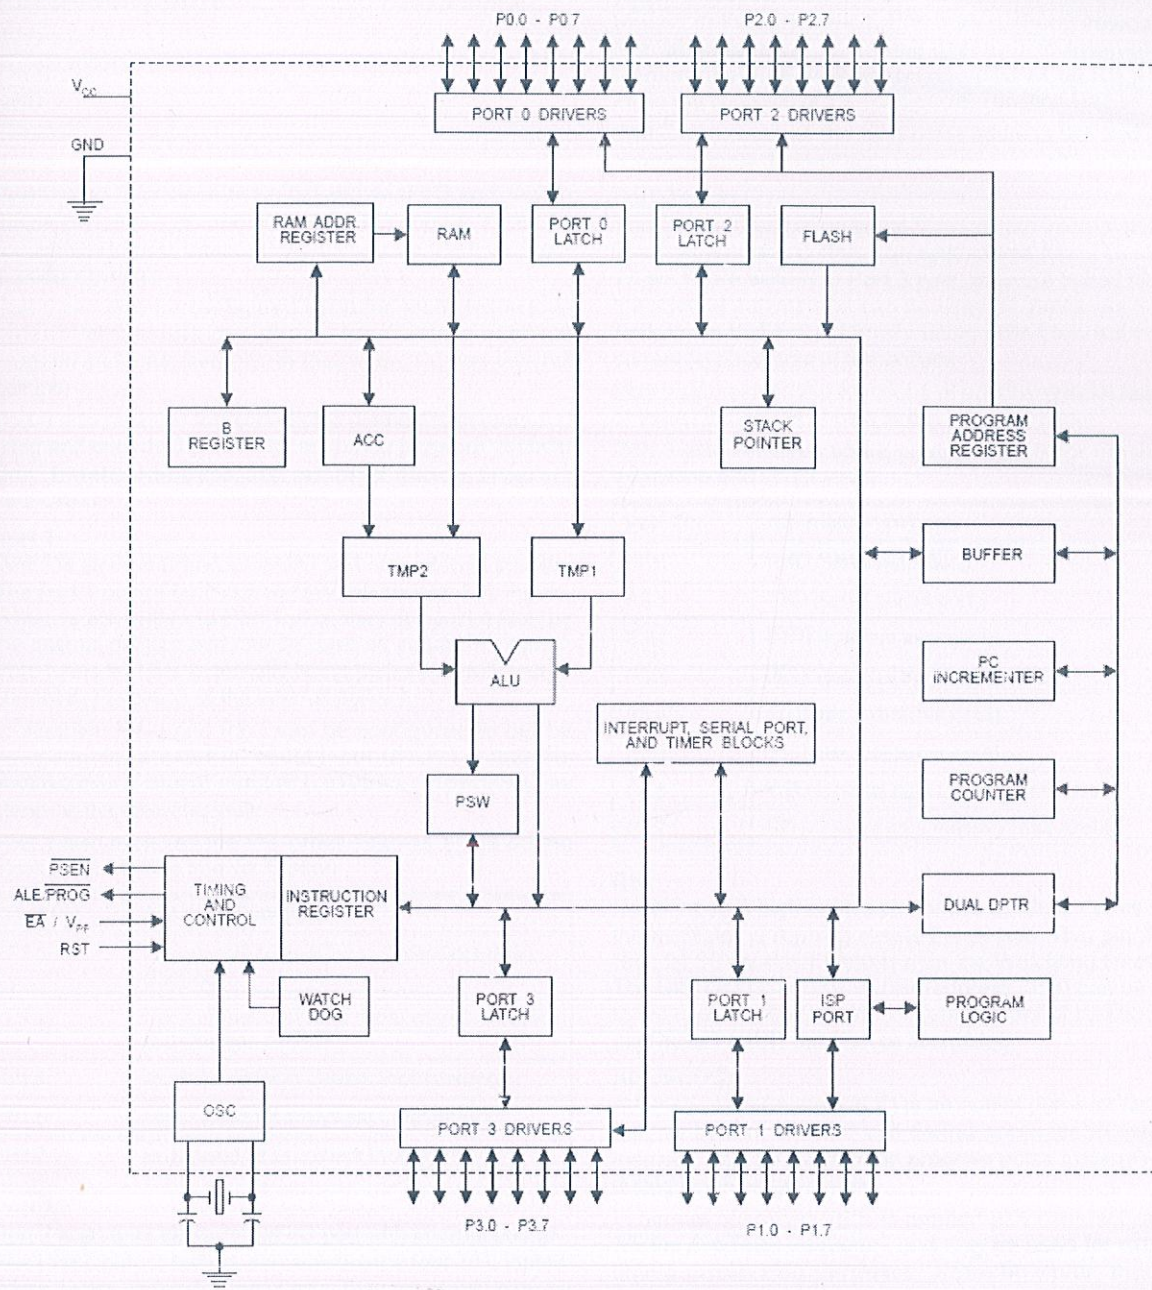 P0.0 - P0.7
P2.0 - P2.7
VCC
GND
PORT 0 DRIVERS
PORT 2 DRIVERS
RAM ADDR.
REGISTER
RAM
PORT 0
LATCH
PORT 2
LATCH
FLASH
B
REGISTER
ACC
STACK
POINTER
PROGRAM
ADDRESS
REGISTER
BUFFER
TMP2
TMP1
ALU
PC
INCREMENTER
INTERRUPT, SERIAL PORT,
AND TIMER BLOCKS
PSW
PROGRAM
COUNTER
PSEN
ALE/PROG
EA / VPP
RST
TIMING
AND
CONTROL
INSTRUCTION
REGISTER
DUAL DPTR
WATCH
DOG
PORT 3
LATCH
PORT 1
LATCH
ISP
PORT
PROGRAM
LOGIC
OSC
PORT 3 DRIVERS
PORT 1 DRIVERS
P3.0 - P3.7
P1.0 - P1.7